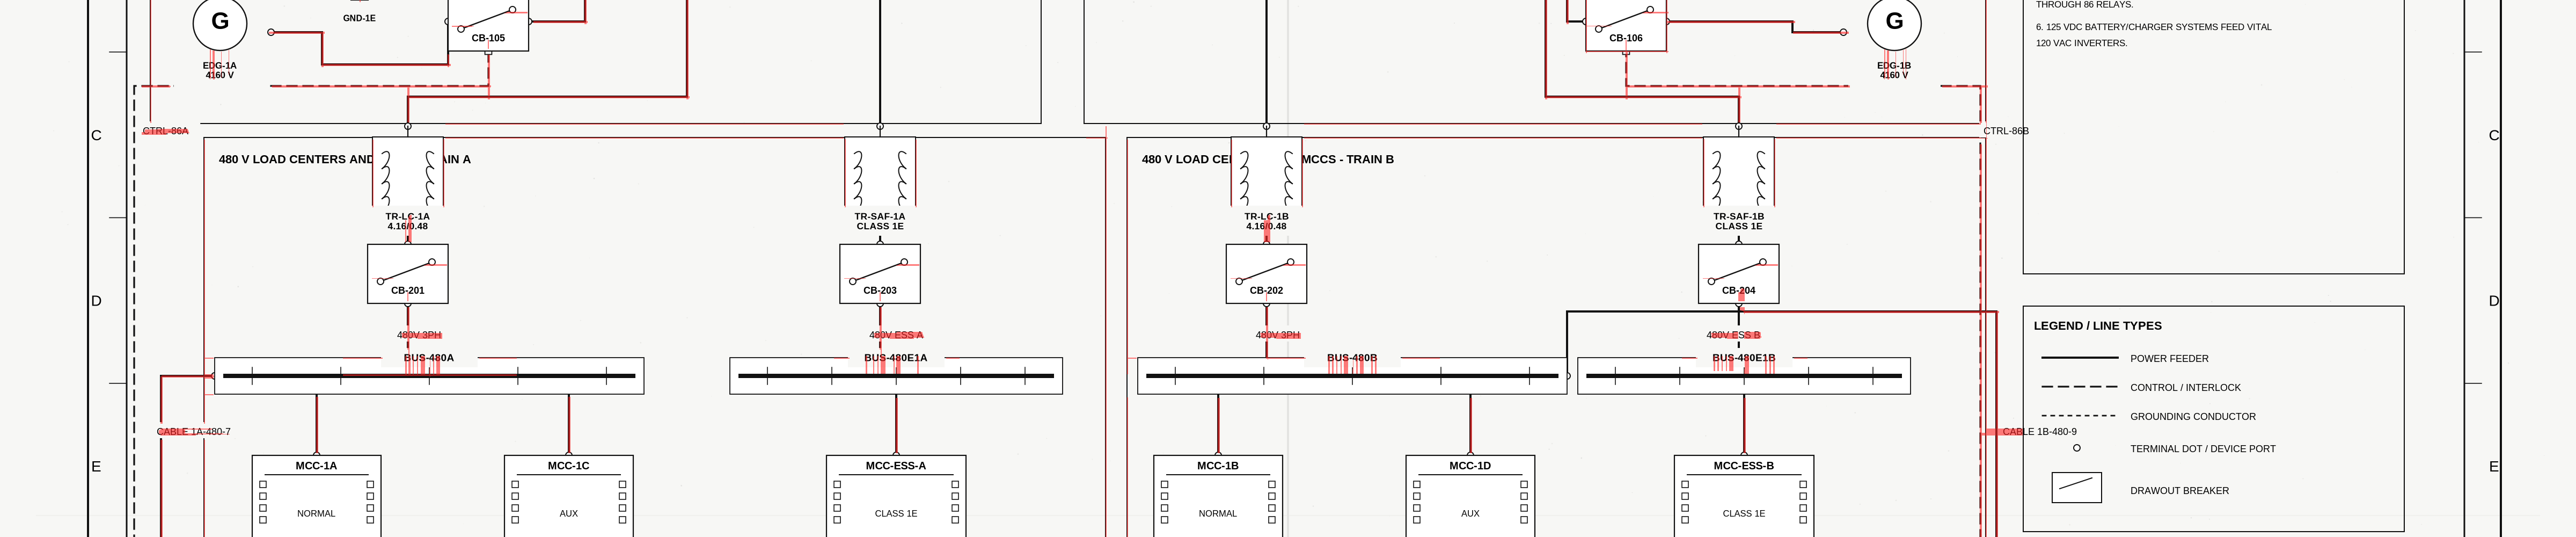 THROUGH 86 RELAYS.
G
GND-1E
G
6. 125 VDC BATTERY/CHARGER SYSTEMS FEED VITAL
CB-105
CB-106
120 VAC INVERTERS.
EDG-1A
4160 V
EDG-1B
4160 V
C
CTRL-86A
CTRL-86B
C
480 V LOAD CENTERS AND
AIN A
480 V LOAD
MCCS - TRAIN B
TR-LC-1A
4.16/0.48
TR-SAF-1A
CLASS 1E
TR-LC-1B
4.16/0.48
TR-SAF-1B
CLASS 1E
D
CB-201
CB-203
CB-202
CB-204
D
480V 3PH
480V ESS A
480V 3PH
480V ESS B
LEGEND / LINE TYPES
BUS-480A
BUS-480E1A
BUS-480B
BUS-480E1B
POWER FEEDER
CONTROL / INTERLOCK
GROUNDING CONDUCTOR
CABLE 1A-480-7
CABLE 1B-480-9
TERMINAL DOT / DEVICE PORT
E
MCC-1A
MCC-1C
MCC-ESS-A
MCC-1B
MCC-1D
MCC-ESS-B
E
DRAWOUT BREAKER
NORMAL
AUX
CLASS 1E
NORMAL
AUX
CLASS 1E